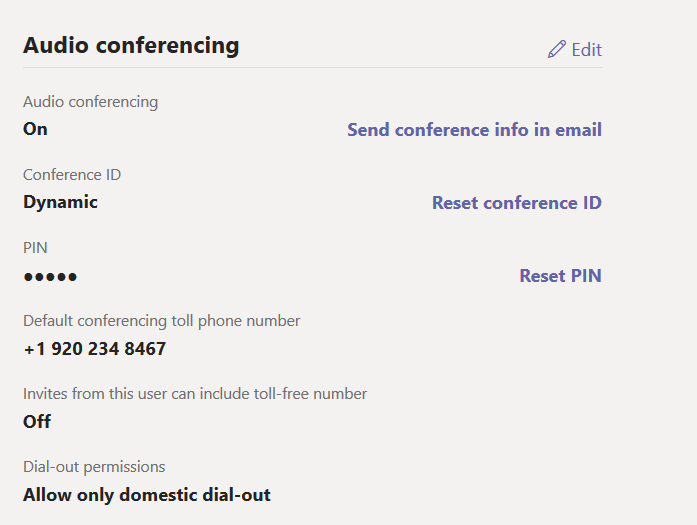 Audio conferencing
Edit
Audio conferencing
On
Send conference info in email
Conference ID
Dynamic
Reset conference ID
PIN
●●●●●
Reset PIN
Default conferencing toll phone number
+1 920 234 8467
Invites from this user can include toll-free number
Off
Dial-out permissions
Allow only domestic dial-out